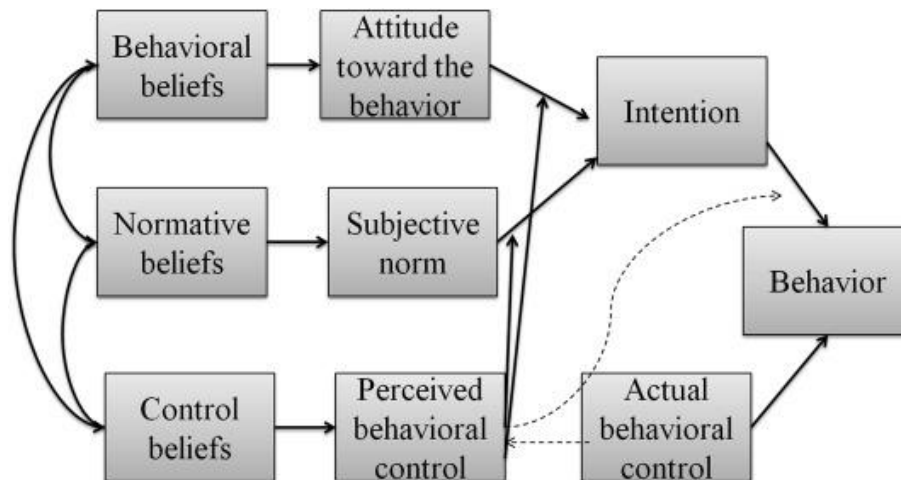 Behavioral
beliefs
Attitude
toward the
behavior
Intention
Normative
beliefs
Subjective
norm
Behavior
Control
beliefs
Perceived
behavioral
control
Actual
behavioral
control